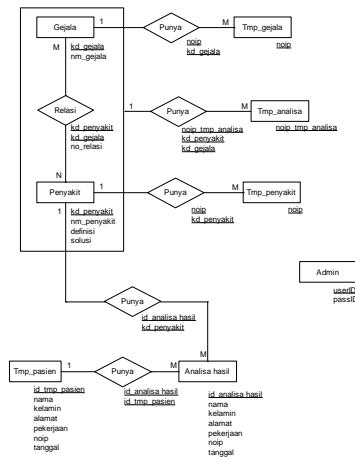 Gejala
1
Punya
M
Tmp_gejala
M
kd_gejala
nm_gejala
noip
kd_gejala
noip
Relasi
1
Punya
M
Tmp_analisa
kd_penyakit
kd_gejala
no_relasi
noip_tmp_analisa
kd_penyakit
kd_gejala
noip_tmp_analisa
N
Penyakit
1
Punya
M
Tmp_penyakit
1
kd_penyakit
nm_penyakit
definisi
solusi
noip
kd_penyakit
noip
Admin
userID
passID
Punya
id_analisa hasil
kd_penyakit
M
Tmp_pasien
1
Punya
M
Analisa hasil
id_tmp_pasien
nama
kelamin
alamat
pekerjaan
noip
tanggal
id_analisa hasil
id_tmp_pasien
id_analisa hasil
nama
kelamin
alamat
pekerjaan
noip
tanggal